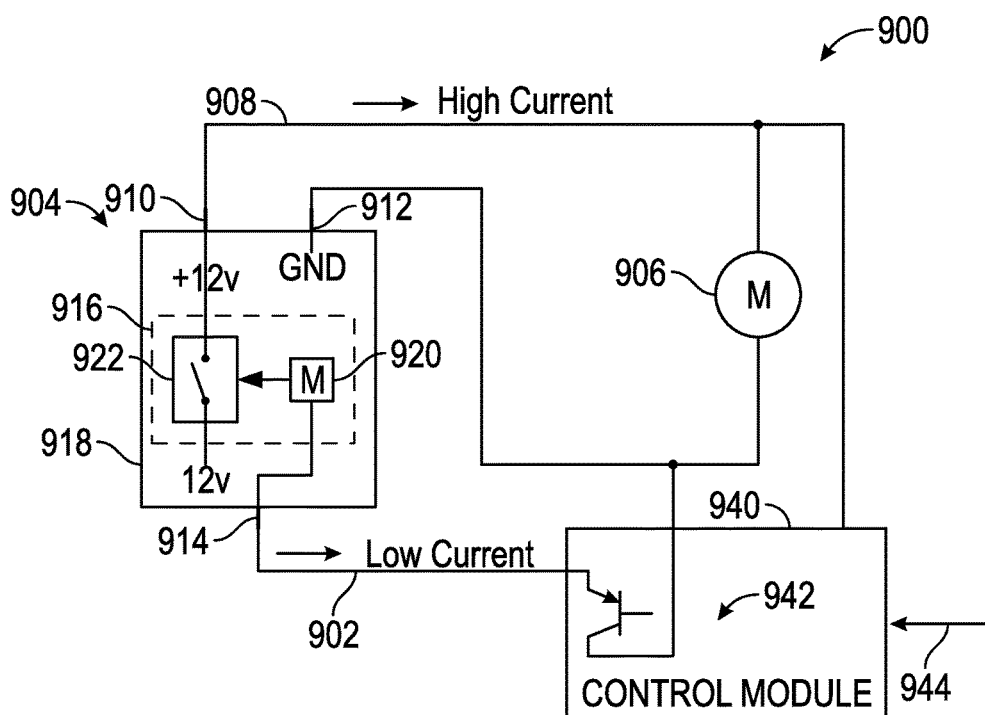 900
908
High Current
904
910
912
+12v
GND
906
M
916
922
M
920
918
12v
914
940
Low Current
902
942
944
CONTROL MODULE